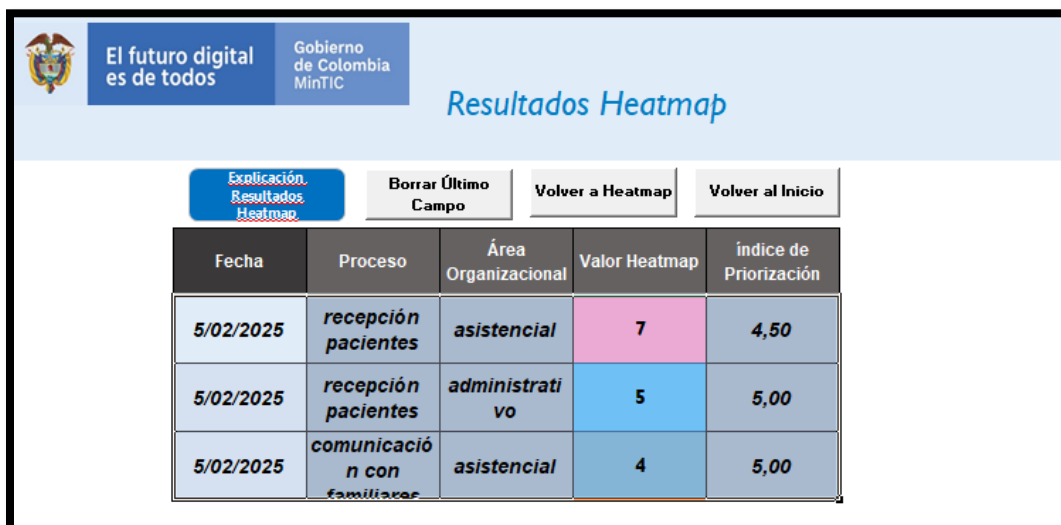 El futuro digital
es de todos
Gobierno
de Colombia
MinTIC
Resultados Heatmap
Explicación
Resultados
Heatmap
Borrar Último
Campo
Volver a Heatmap
Volver al Inicio
Fecha
Proceso
Área
Organizacional
Valor Heatmap
índice de
Priorización
5/02/2025
recepción
pacientes
asistencial
7
4,50
5/02/2025
recepción
pacientes
administrati
vo
5
5,00
5/02/2025
comunicació
n con
familiares
asistencial
4
5,00